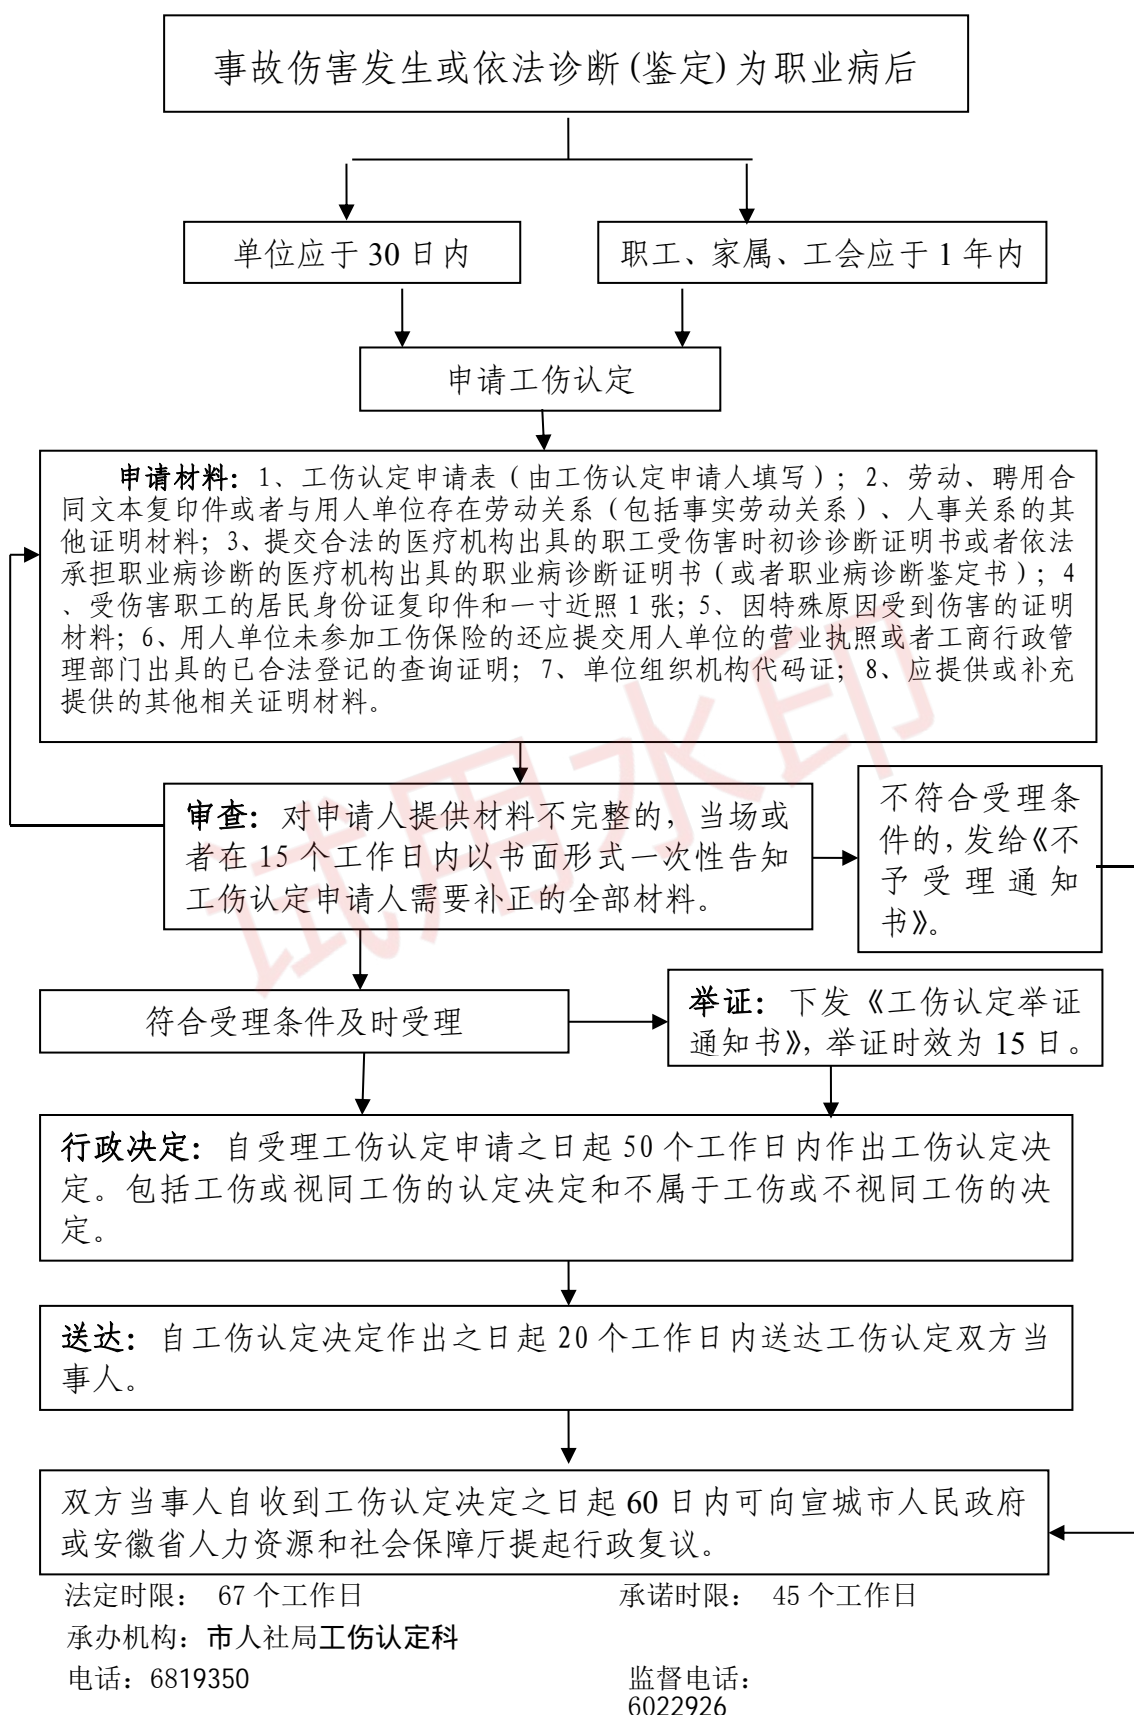 事故伤害发生或依法诊断(鉴定)为职业病后
单位应于 30 日内
职工、家属、工会应于 1 年内
申请工伤认定
申请材料：1、工伤认定申请表（由工伤认定申请人填写）；2、劳动、聘用合
同文本复印件或者与用人单位存在劳动关系（包括事实劳动关系）、人事关系的其
他证明材料；3、提交合法的医疗机构出具的职工受伤害时初诊诊断证明书或者依法
承担职业病诊断的医疗机构出具的职业病诊断证明书（或者职业病诊断鉴定书）；4
、受伤害职工的居民身份证复印件和一寸近照 1 张；5、因特殊原因受到伤害的证明
材料；6、用人单位未参加工伤保险的还应提交用人单位的营业执照或者工商行政管
理部门出具的已合法登记的查询证明；7、单位组织机构代码证；8、应提供或补充
提供的其他相关证明材料。
审查：对申请人提供材料不完整的，当场或
者在 15 个工作日内以书面形式一次性告知
工伤认定申请人需要补正的全部材料。
不符合受理条
件的，发给《不
予受理通知
书》。
符合受理条件及时受理
举证：下发《工伤认定举证
通知书》，举证时效为 15 日。
行政决定：自受理工伤认定申请之日起 50 个工作日内作出工伤认定决
定。包括工伤或视同工伤的认定决定和不属于工伤或不视同工伤的决
定。
送达：自工伤认定决定作出之日起 20 个工作日内送达工伤认定双方当
事人。
双方当事人自收到工伤认定决定之日起 60 日内可向宣城市人民政府
或安徽省人力资源和社会保障厅提起行政复议。
法定时限： 67 个工作日
承诺时限： 45 个工作日
承办机构：市人社局工伤认定科
电话：6819350
监督电话：
6022926
试用水印